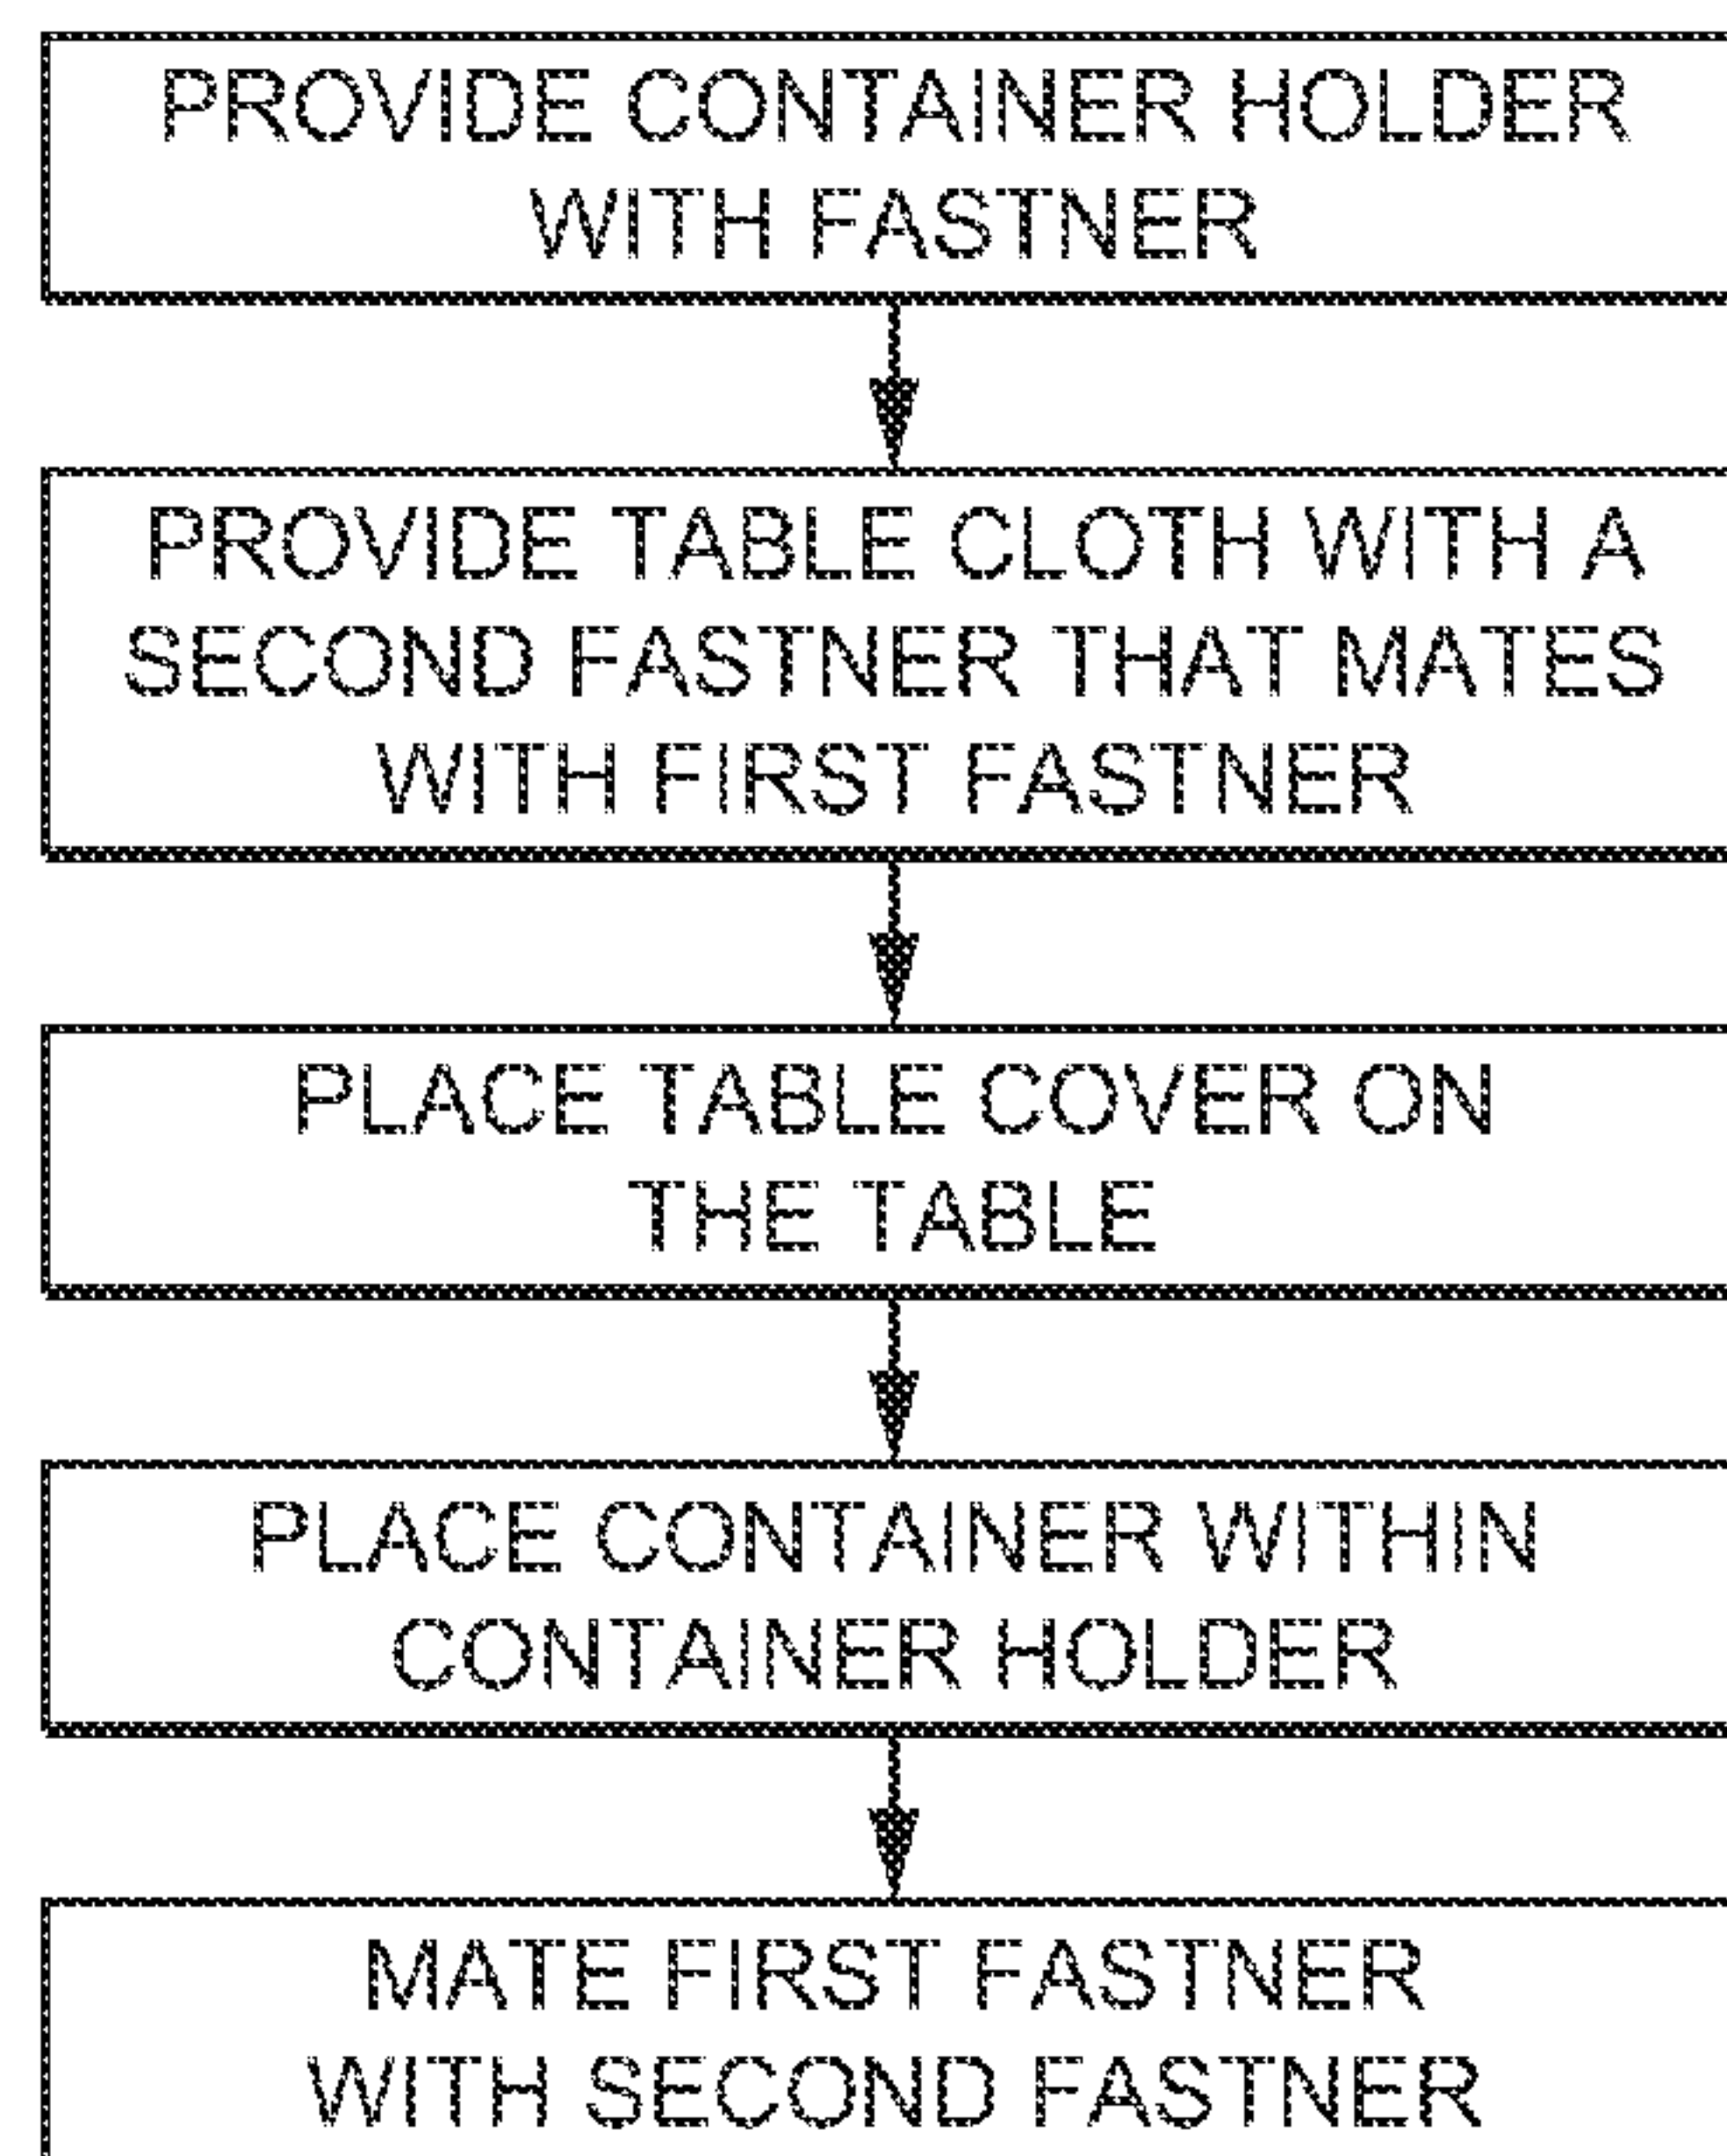 PROVIDE CONTAINER HOLDER
WITH FASTNER
PROVIDE TABLE CLOTH WITH A
SECOND FASTNER THAT MATES
WITH FIRST FASTNER
PLACE TABLE COVER ON
THE TABLE
PLACE CONTAINER WITHIN
CONTAINER HOLDER
MATE FIRST FASTNER
WITH SECOND FASTNER